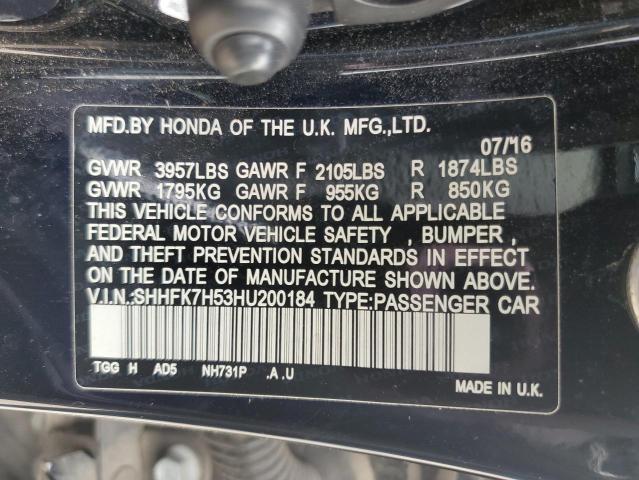 MFD.BY HONDA OF THE U.K. MFG.,LTD.
07/16
GVWR 3957LBS GAWR F 2105LBS R 1874LBS
GVWR 1795KG GAWR F 955KG R 850KG
THIS VEHICLE CONFORMS TO ALL APPLICABLE
FEDERAL MOTOR VEHICLE SAFETY , BUMPER ,
AND THEFT PREVENTION STANDARDS IN EFFECT
ON THE DATE OF MANUFACTURE SHOWN ABOVE.
V.I.N.:SHHFK7H53HU200184 TYPE:PASSENGER CAR
TGG H AD5 NH731P .A .U
MADE IN U.K.